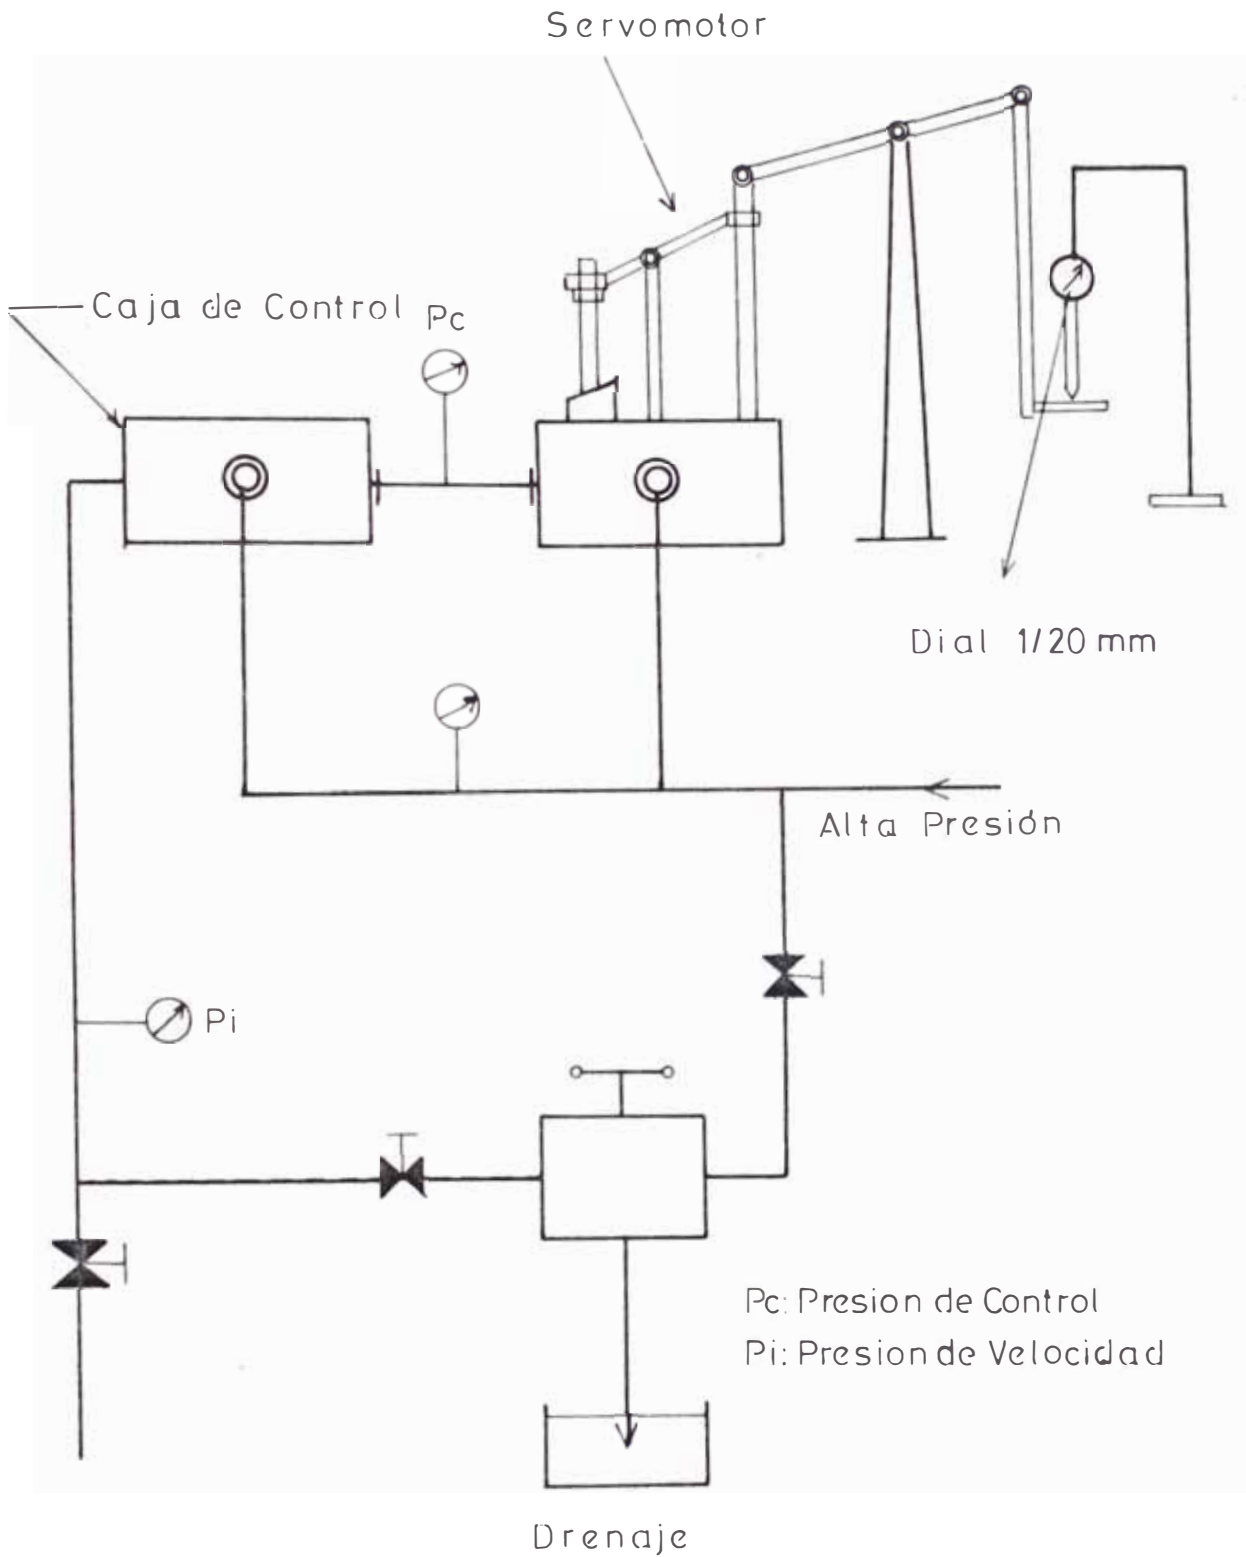 Servomotor
Caja de Control
Pc
Dial 1/20 mm
Alta Presión
Pi
Pc: Presion de Control
Pi: Presion de Velocidad
Drenaje